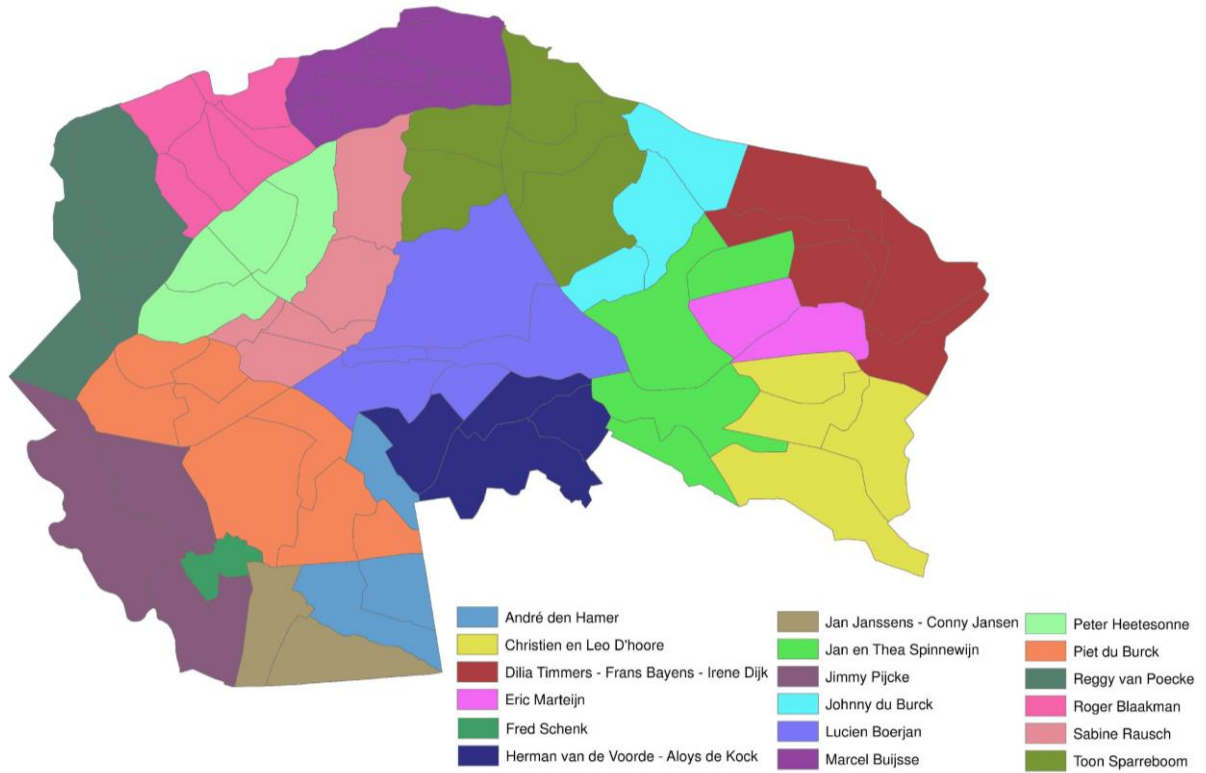 André den Hamer
Christien en Leo D'hoore
Dilia Timmers - Frans Bayens - Irene Dijk
Eric Marteijn
Fred Schenk
Herman van de Voorde - Aloys de Kock
Jan Janssens - Conny Jansen
Jan en Thea Spinnewijn
Jimmy Pijcke
Johnny du Burck
Lucien Boerjan
Marcel Buijsse
Peter Heetesonne
Piet du Burck
Reggy van Poecke
Roger Blaakman
Sabine Rausch
Toon Sparreboom